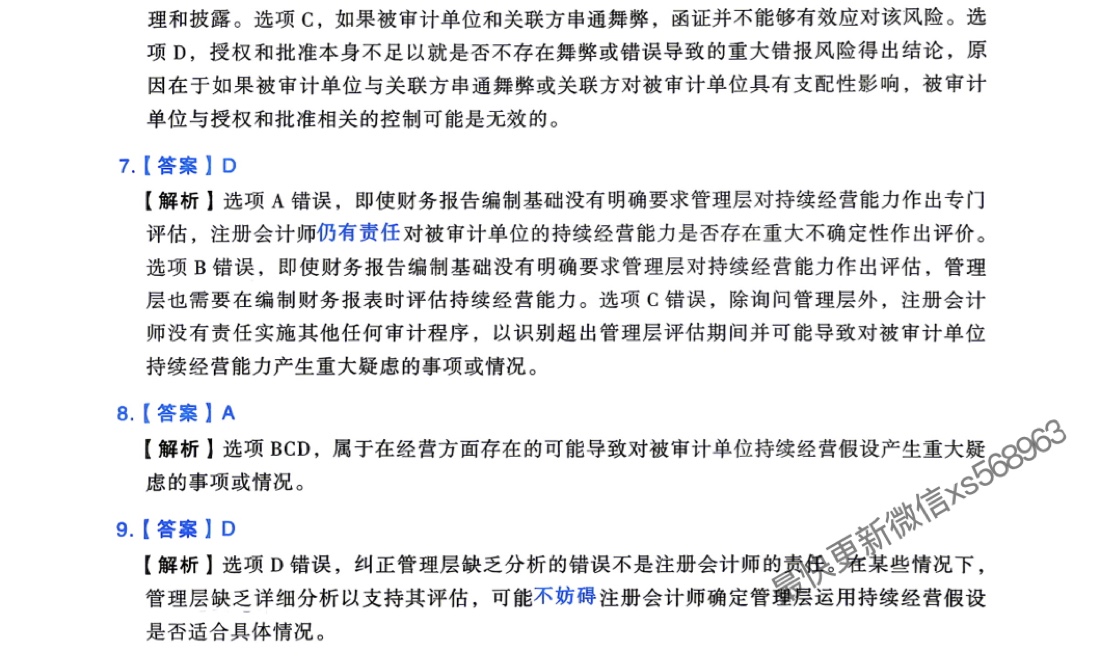 理和披露。选项 C，如果被审计单位和关联方串通舞弊，函证并不能够有效应对该风险。选
项 D，授权和批准本身不足以就是否不存在舞弊或错误导致的重大错报风险得出结论，原
因在于如果被审计单位与关联方串通舞弊或关联方对被审计单位具有支配性影响，被审计
单位与授权和批准相关的控制可能是无效的。
7.【答案】D
【解析】选项 A 错误，即使财务报告编制基础没有明确要求管理层对持续经营能力作出专门
评估，注册会计师仍有责任对被审计单位的持续经营能力是否存在重大不确定性作出评价。
选项 B 错误，即使财务报告编制基础没有明确要求管理层对持续经营能力作出评估，管理
层也需要在编制财务报表时评估持续经营能力。选项 C 错误，除询问管理层外，注册会计
师没有责任实施其他任何审计程序，以识别超出管理层评估期间并可能导致对被审计单位
持续经营能力产生重大疑虑的事项或情况。
8.【答案】A
【解析】选项 BCD，属于在经营方面存在的可能导致对被审计单位持续经营假设产生重大疑
虑的事项或情况。
9.【答案】D
【解析】选项 D 错误，纠正管理层缺乏分析的错误不是注册会计师的责任。在某些情况下，
管理层缺乏详细分析以支持其评估，可能不妨碍注册会计师确定管理层运用持续经营假设
是否适合具体情况。
最快更新微信xs568963